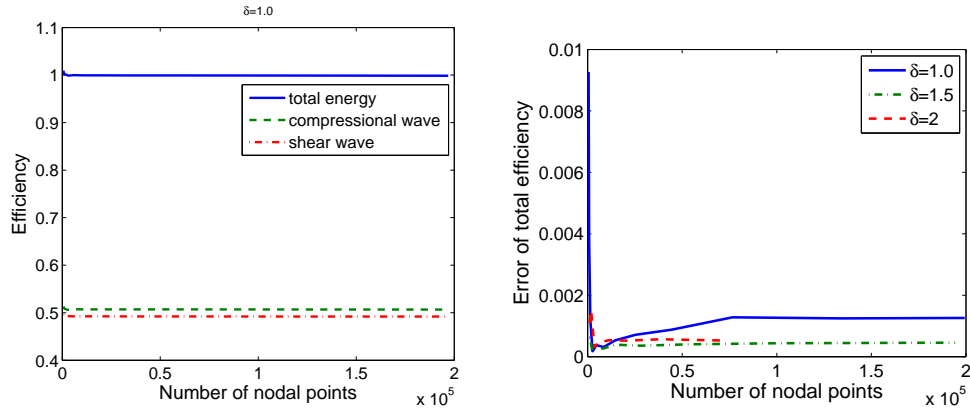 δ=1.0
1.1
1
0.9
0.8
0.7
0.6
0.5
0.4
Efficiency
total energy
compressional wave
shear wave
0
0.5
1
1.5
2
x 10^5
Number of nodal points
0.01
0.008
0.006
0.004
0.002
0
Error of total efficiency
δ=1.0
δ=1.5
δ=2
0
0.5
1
1.5
2
x 10^5
Number of nodal points